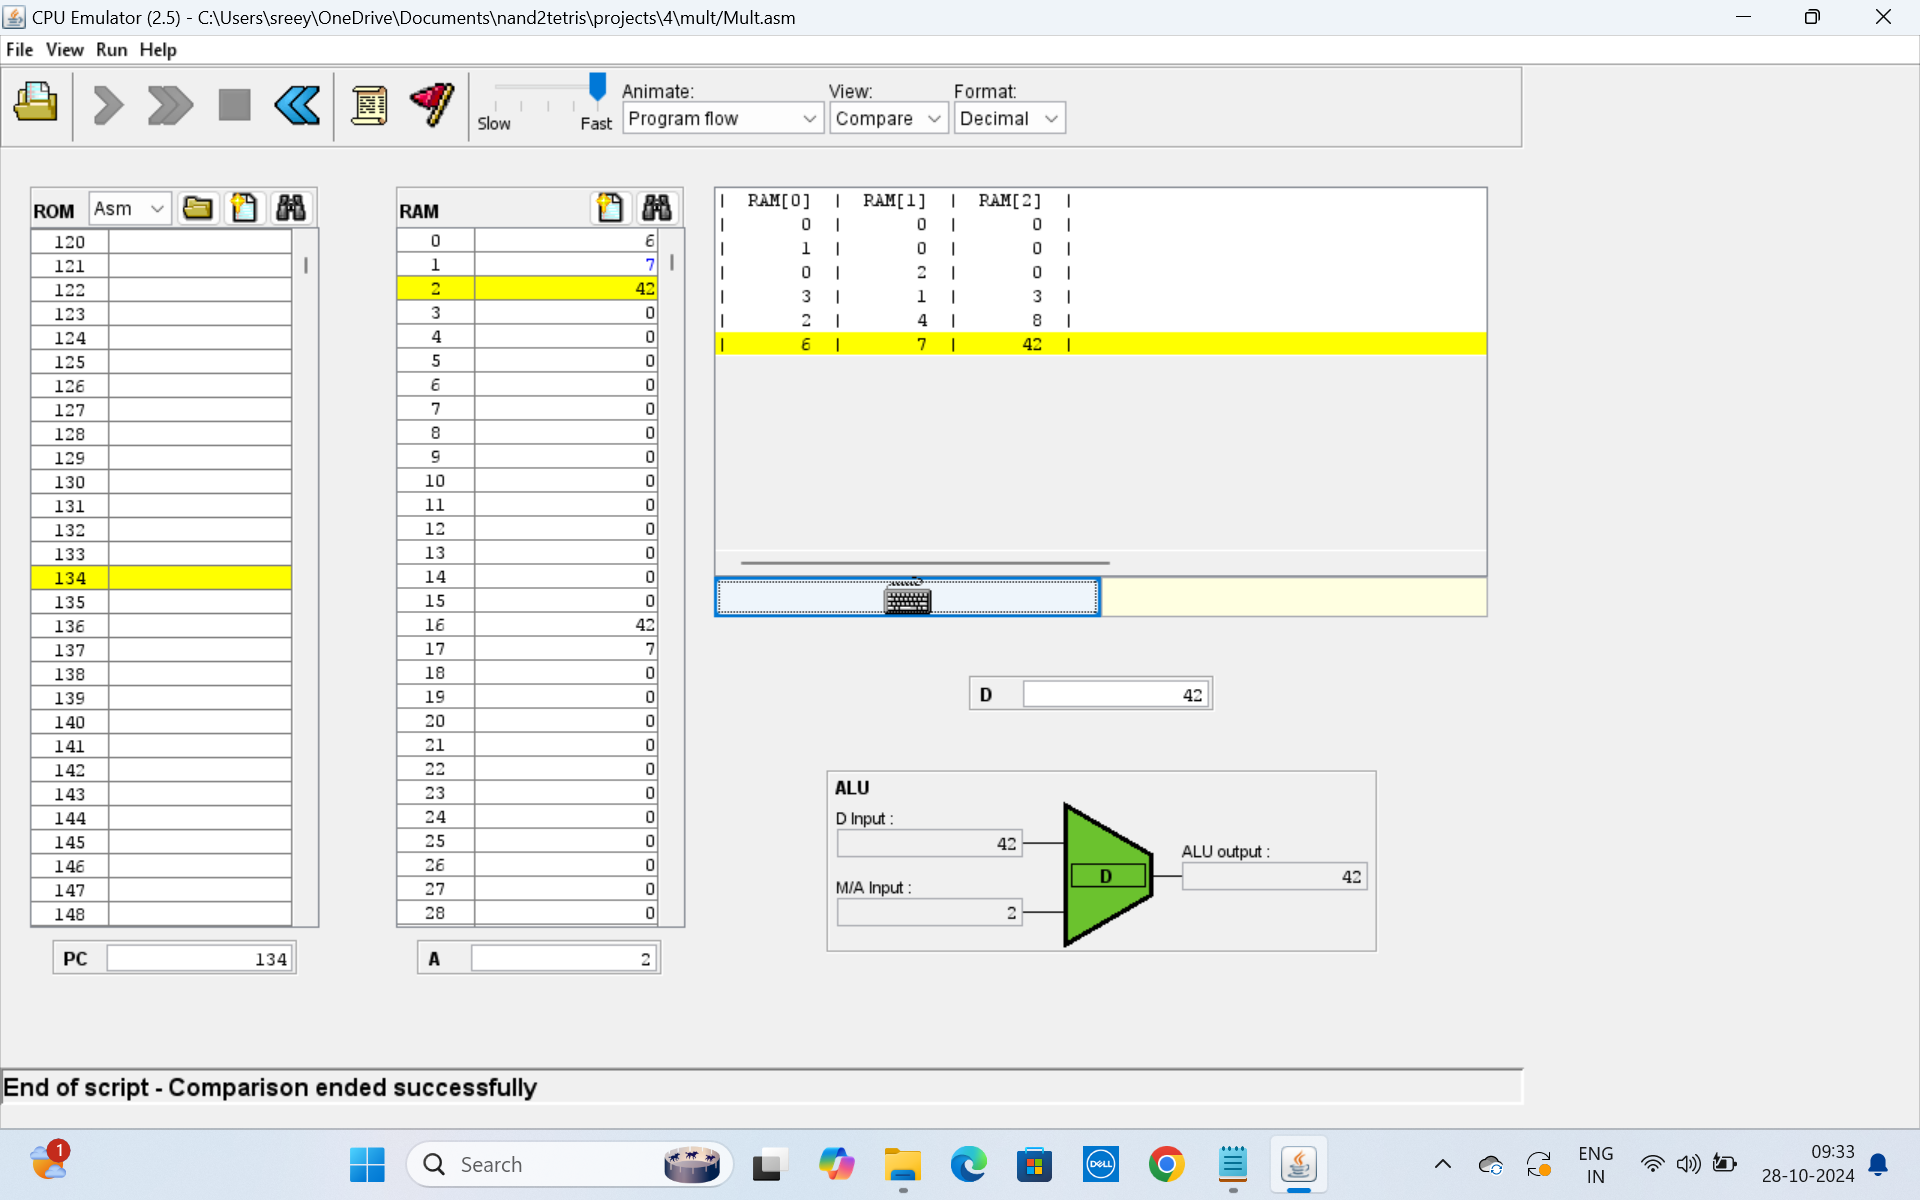 CPU Emulator (2.5) - C:\Users\sreey\OneDrive\Documents\nand2tetris\projects\4\mult/Mult.asm
File View Run Help
Slow Fast
Animate:
Program flow
View:
Compare
Format:
Decimal
ROM Asm
120
121
122
123
124
125
126
127
128
129
130
131
132
133
134
135
136
137
138
139
140
141
142
143
144
145
146
147
148
PC 134
RAM
0 6
1 7
2 42
3 0
4 0
5 0
6 0
7 0
8 0
9 0
10 0
11 0
12 0
13 0
14 0
15 0
16 42
17 7
18 0
19 0
20 0
21 0
22 0
23 0
24 0
25 0
26 0
27 0
28 0
A 2
| RAM[0] | RAM[1] | RAM[2] |
| 0 | 0 | 0 |
| 1 | 0 | 0 |
| 0 | 2 | 0 |
| 3 | 1 | 3 |
| 2 | 4 | 8 |
| 6 | 7 | 42 |
D 42
ALU
D Input :
42
M/A Input :
2
D
ALU output :
42
End of script - Comparison ended successfully
1
Search
DELL
ENG
IN
09:33
28-10-2024